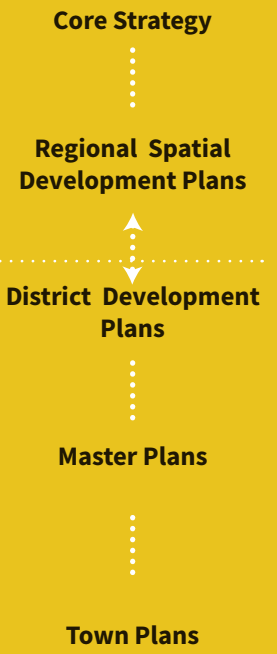 Core Strategy
Regional Spatial
Development Plans
District Development
Plans
Master Plans
Town Plans